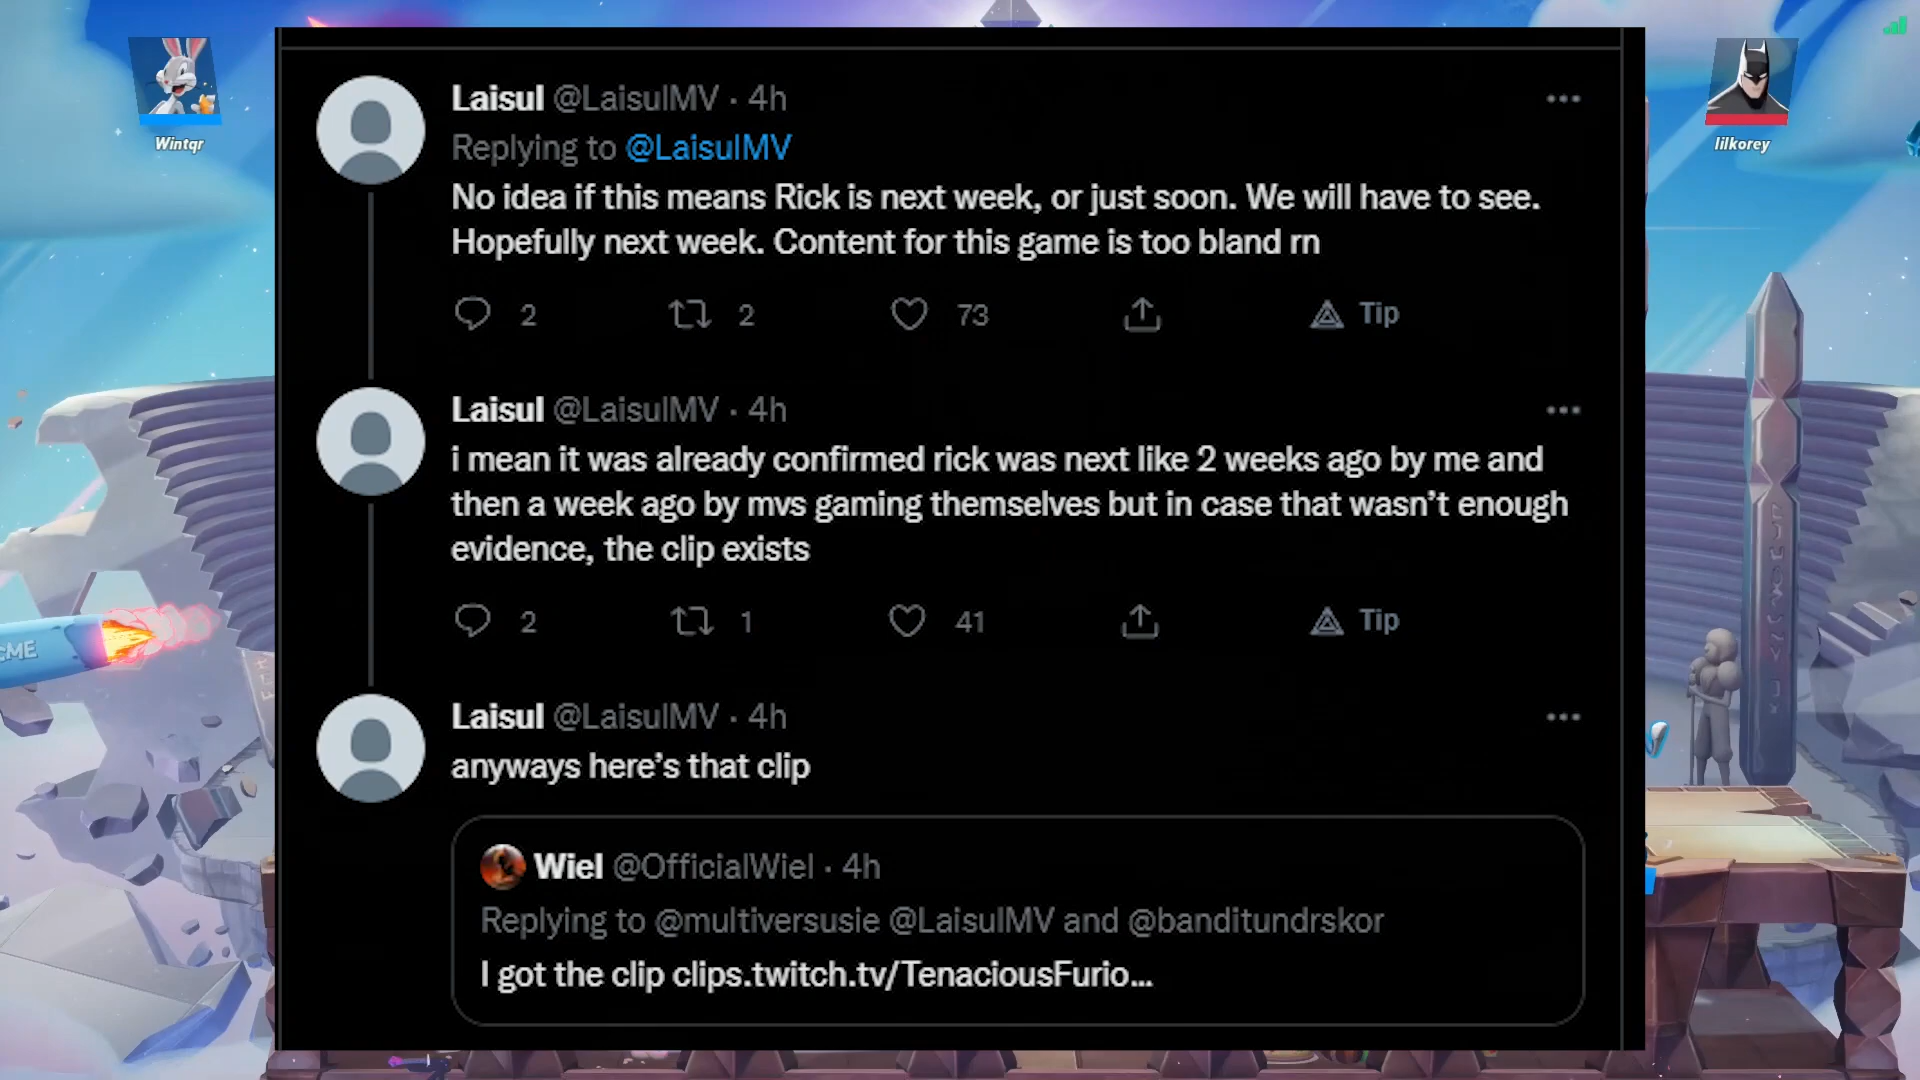 Wintqr
lilkorey
Laisul @LaisulMV · 4h
Replying to @LaisulMV
No idea if this means Rick is next week, or just soon. We will have to see.
Hopefully next week. Content for this game is too bland rn
2 2 73 Tip
Laisul @LaisulMV · 4h
i mean it was already confirmed rick was next like 2 weeks ago by me and
then a week ago by mvs gaming themselves but in case that wasn’t enough
evidence, the clip exists
2 1 41 Tip
Laisul @LaisulMV · 4h
anyways here’s that clip
Wiel @OfficialWiel · 4h
Replying to @multiversusie @LaisulMV and @banditundrskor
I got the clip clips.twitch.tv/TenaciousFurio...
CME